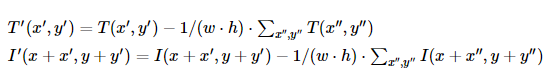 T′(x′, y′) = T(x′, y′) − 1/(w · h) · ∑x″,y″ T(x″, y″)
I′(x + x′, y + y′) = I(x + x′, y + y′) − 1/(w · h) · ∑x″,y″ I(x + x″, y + y″)